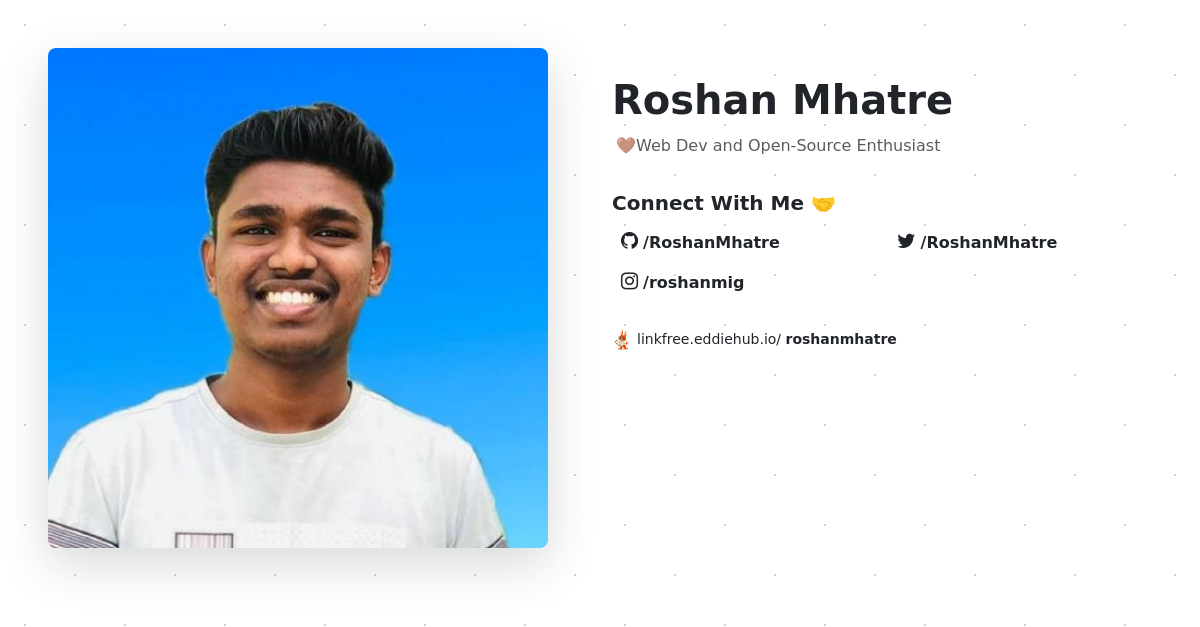 Roshan Mhatre
🤎Web Dev and Open-Source Enthusiast
Connect With Me 🤝
/RoshanMhatre
/RoshanMhatre
/roshanmig
linkfree.eddiehub.io/ roshanmhatre